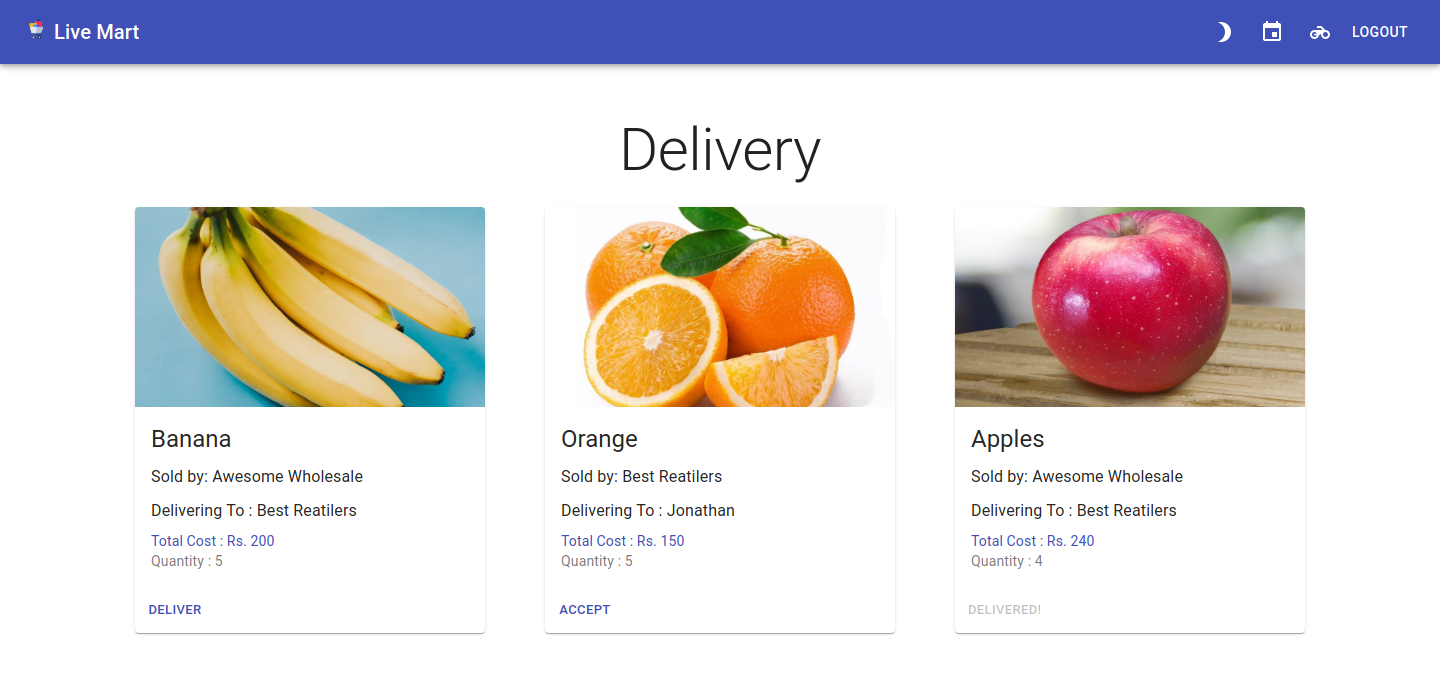 Live Mart
LOGOUT
Delivery
Banana
Sold by: Awesome Wholesale
Delivering To : Best Reatilers
Total Cost : Rs. 200
Quantity : 5
DELIVER
Orange
Sold by: Best Reatilers
Delivering To : Jonathan
Total Cost : Rs. 150
Quantity : 5
ACCEPT
Apples
Sold by: Awesome Wholesale
Delivering To : Best Reatilers
Total Cost : Rs. 240
Quantity : 4
DELIVERED!